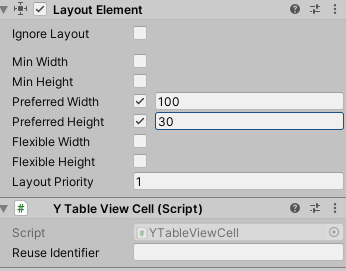 Layout Element
Ignore Layout
Min Width
Min Height
Preferred Width 100
Preferred Height 30
Flexible Width
Flexible Height
Layout Priority 1
# Y Table View Cell (Script)
Script # YTableViewCell
Reuse Identifier